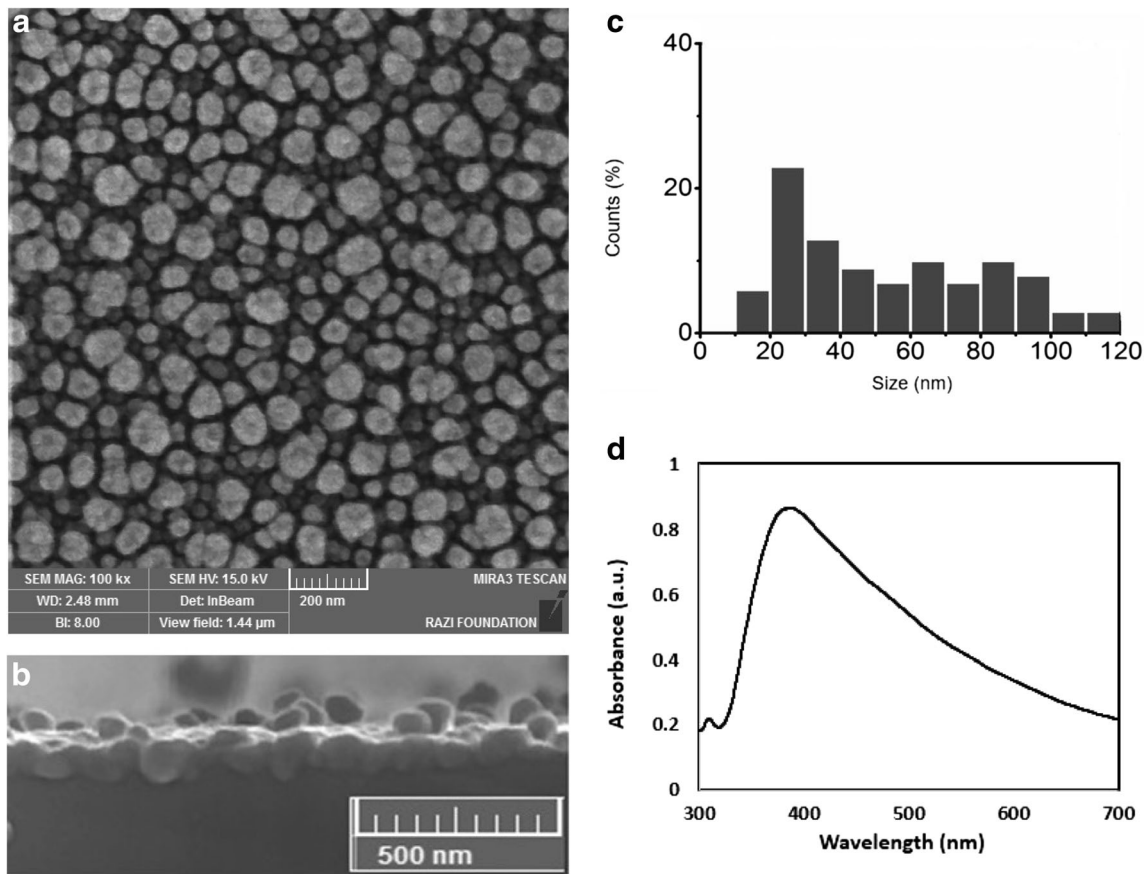 a
SEM MAG: 100 kx
SEM HV: 15.0 kV
MIRA3 TESCAN
WD: 2.48 mm
Det: InBeam
200 nm
BI: 8.00
View field: 1.44 µm
RAZI FOUNDATION
b
500 nm
c
40
20
0
Counts (%)
0 20 40 60 80 100 120
Size (nm)
d
1
0.8
0.6
0.4
0.2
0
Absorbance (a.u.)
300 400 500 600 700
Wavelength (nm)